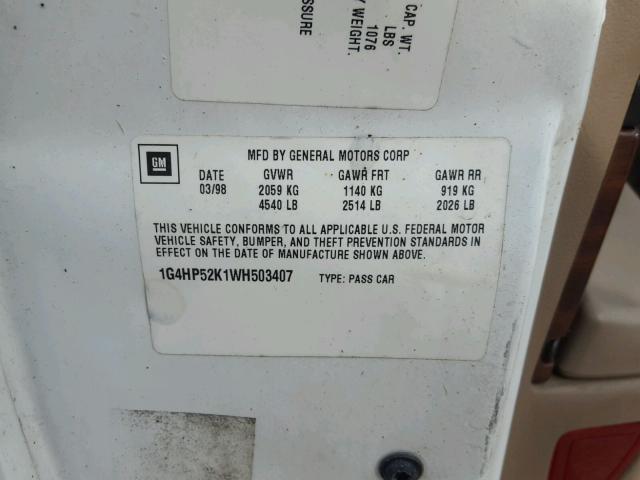 SSURE
CAP. WT.
LBS
1076
WEIGHT.
GM
MFD BY GENERAL MOTORS CORP
DATE GVWR GAWR FRT GAWR RR
03/98 2059 KG 1140 KG 919 KG
4540 LB 2514 LB 2026 LB
THIS VEHICLE CONFORMS TO ALL APPLICABLE U.S. FEDERAL MOTOR
VEHICLE SAFETY, BUMPER, AND THEFT PREVENTION STANDARDS IN
EFFECT ON THE DATE OF MANUFACTURE SHOWN ABOVE.
1G4HP52K1WH503407 TYPE: PASS CAR